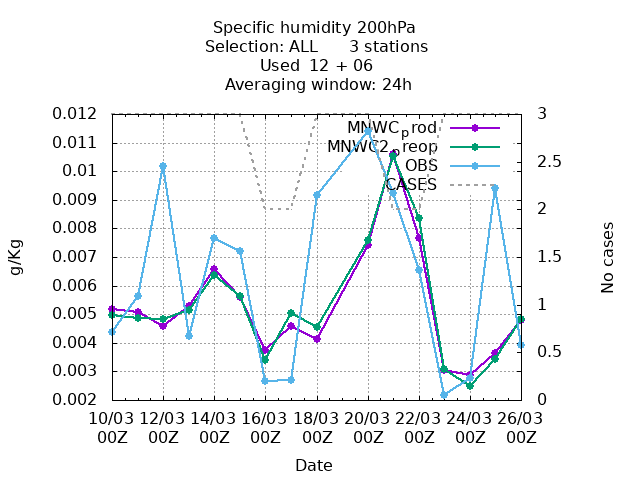 Specific humidity 200hPa
Selection: ALL 3 stations
Used 12 + 06
Averaging window: 24h
0.012
0.011
0.01
0.009
0.008
0.007
0.006
0.005
0.004
0.003
0.002
3
2.5
2
1.5
1
0.5
0
MNWC_prod
MNWC2_preop
OBS
CASES
g/Kg
No cases
10/03 12/03 14/03 16/03 18/03 20/03 22/03 24/03 26/03
00Z 00Z 00Z 00Z 00Z 00Z 00Z 00Z 00Z
Date